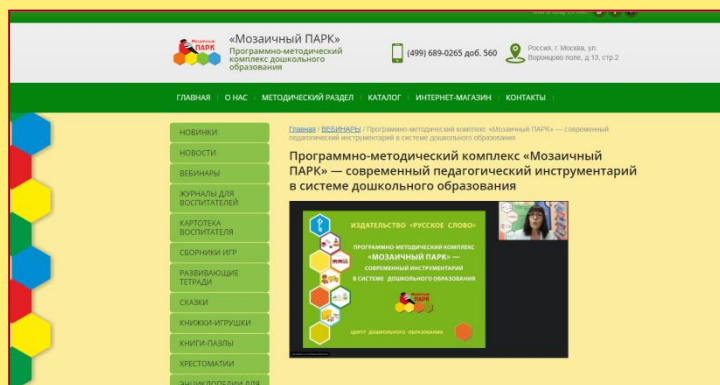 «Мозаичный ПАРК»
Программно-методический
комплекс дошкольного
образования
(499) 689-0265 доб. 560
Россия, г. Москва, ул.
Воронцово поле, д.13, стр.2
ГЛАВНАЯ О НАС МЕТОДИЧЕСКИЙ РАЗДЕЛ КАТАЛОГ ИНТЕРНЕТ-МАГАЗИН КОНТАКТЫ
НОВИНКИ
НОВОСТИ
ВЕБИНАРЫ
ЖУРНАЛЫ ДЛЯ
ВОСПИТАТЕЛЕЙ
КАРТОТЕКА
ВОСПИТАТЕЛЯ
СБОРНИКИ ИГР
РАЗВИВАЮЩИЕ
ТЕТРАДИ
СКАЗКИ
КНИЖКИ-ИГРУШКИ
КНИГИ-ПАЗЛЫ
ХРЕСТОМАТИИ
ЭНЦИКЛОПЕДИИ ДЛЯ
Главная / ВЕБИНАРЫ / Программно-методический комплекс «Мозаичный ПАРК» — современный
педагогический инструментарий в системе дошкольного образования
Программно-методический комплекс «Мозаичный
ПАРК» — современный педагогический инструментарий
в системе дошкольного образования
ИЗДАТЕЛЬСТВО «РУССКОЕ СЛОВО»
ПРОГРАММНО-МЕТОДИЧЕСКИЙ КОМПЛЕКС
«МОЗАИЧНЫЙ ПАРК» —
СОВРЕМЕННЫЙ ИНСТРУМЕНТАРИЙ
В СИСТЕМЕ ДОШКОЛЬНОГО ОБРАЗОВАНИЯ
Мозаичный
ПАРК
ЦЕНТР ДОШКОЛЬНОГО ОБРАЗОВАНИЯ